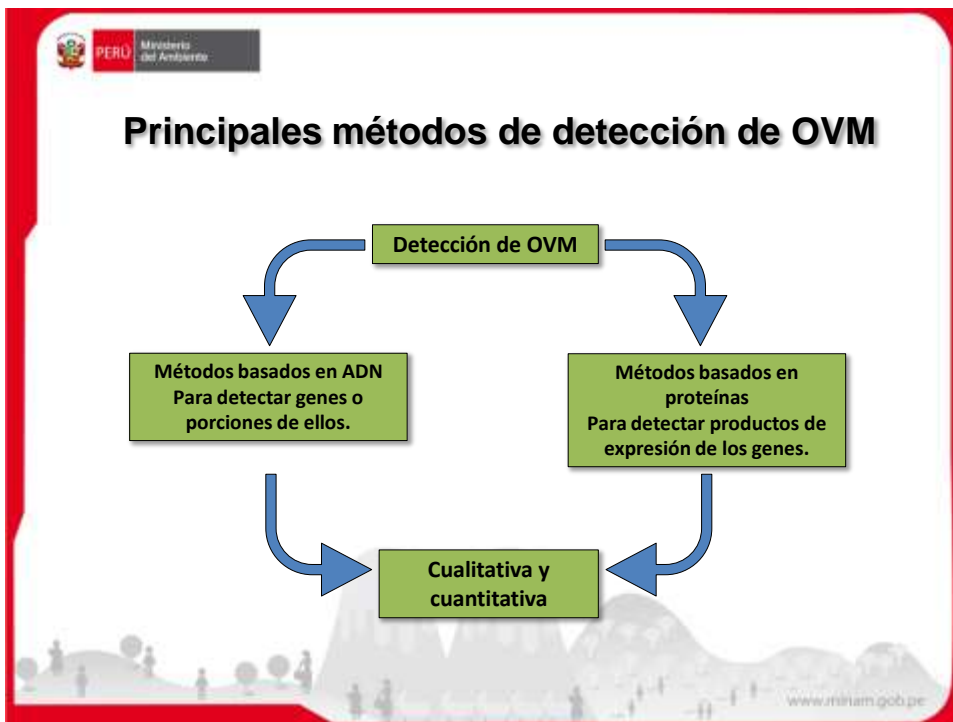 PERÚ
Ministerio
del Ambiente
Principales métodos de detección de OVM
Detección de OVM
Métodos basados en ADN
Para detectar genes o
porciones de ellos.
Métodos basados en
proteínas
Para detectar productos de
expresión de los genes.
Cualitativa y
cuantitativa
www.minam.gob.pe